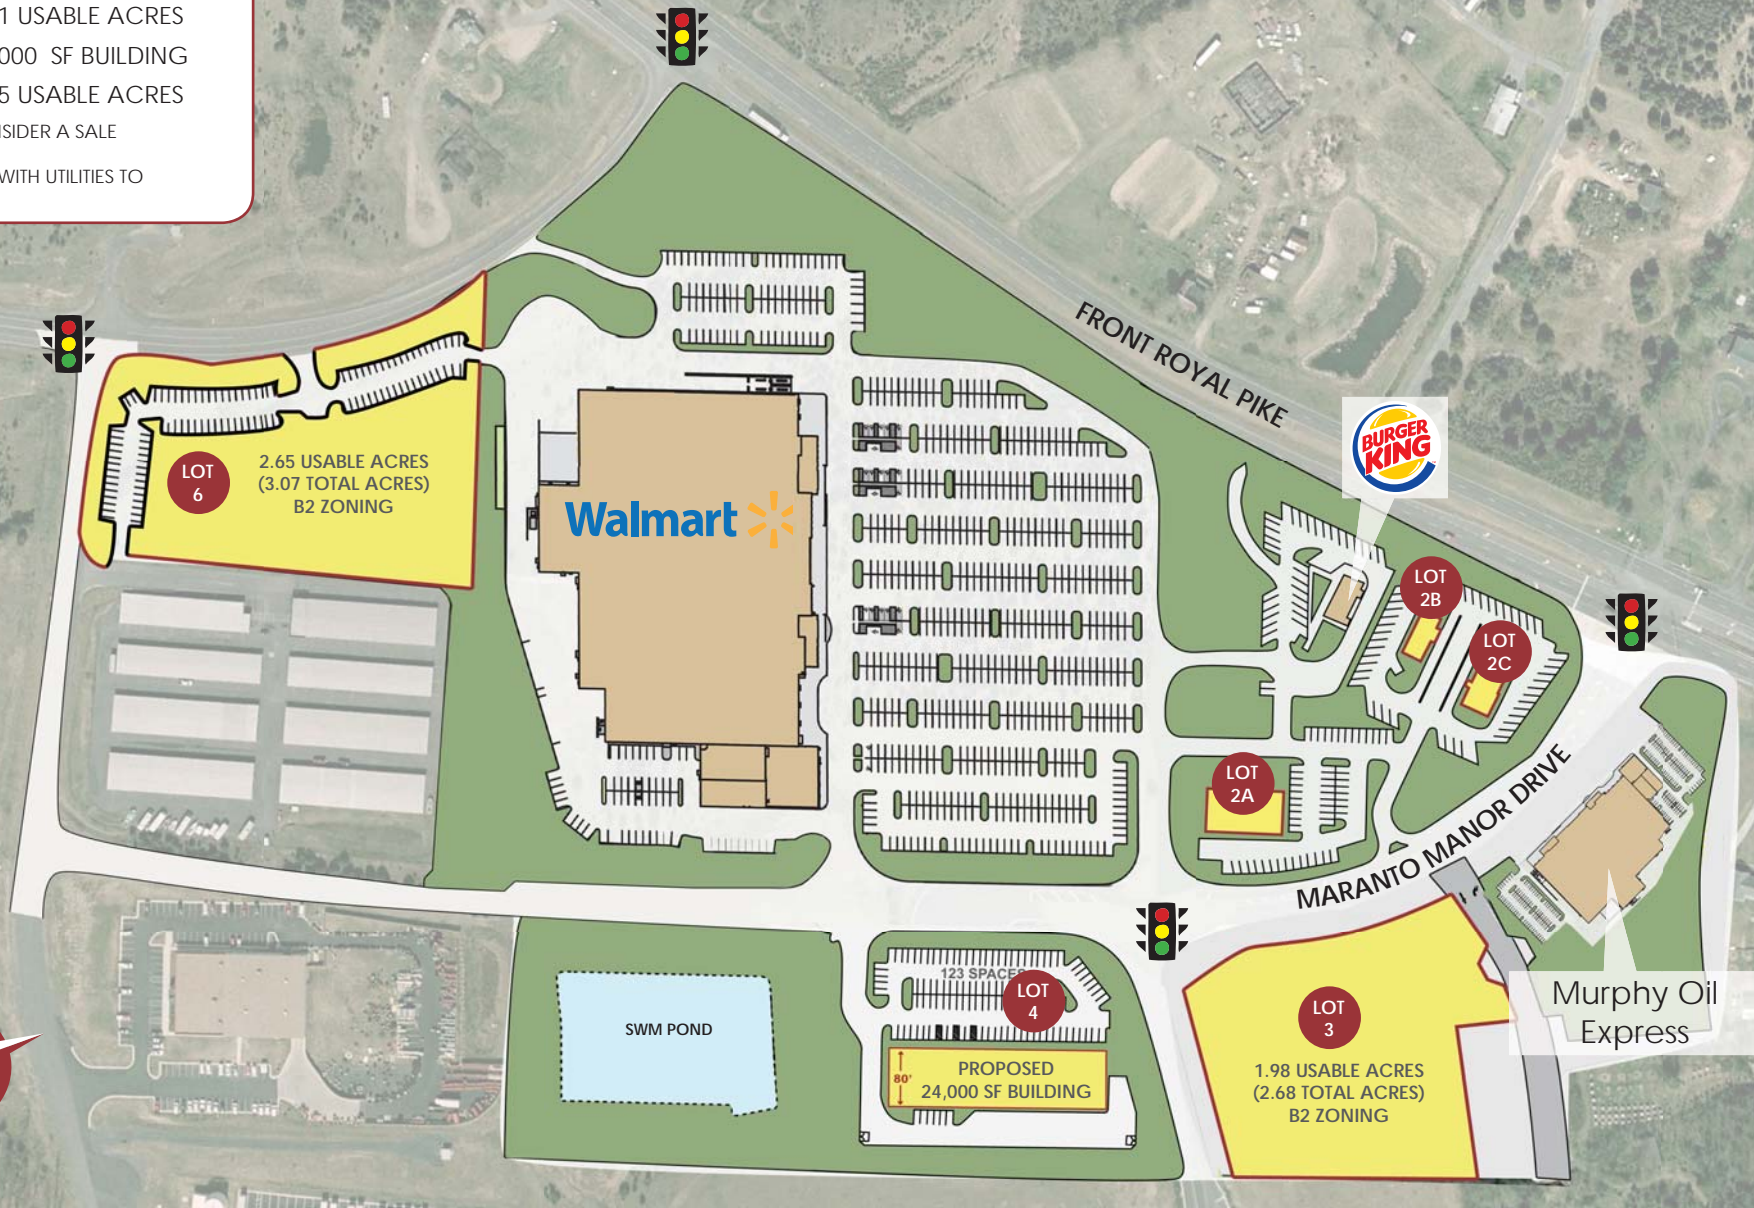 1 USABLE ACRES
000 SF BUILDING
5 USABLE ACRES
NSIDER A SALE
WITH UTILITIES TO
FRONT ROYAL PIKE
BURGER
KING
LOT
6
2.65 USABLE ACRES
(3.07 TOTAL ACRES)
B2 ZONING
Walmart
LOT
2B
LOT
2C
LOT
2A
MARANTO MANOR DRIVE
123 SPACES
LOT
4
SWM POND
80'
PROPOSED
24,000 SF BUILDING
LOT
3
1.98 USABLE ACRES
(2.68 TOTAL ACRES)
B2 ZONING
Murphy Oil
Express